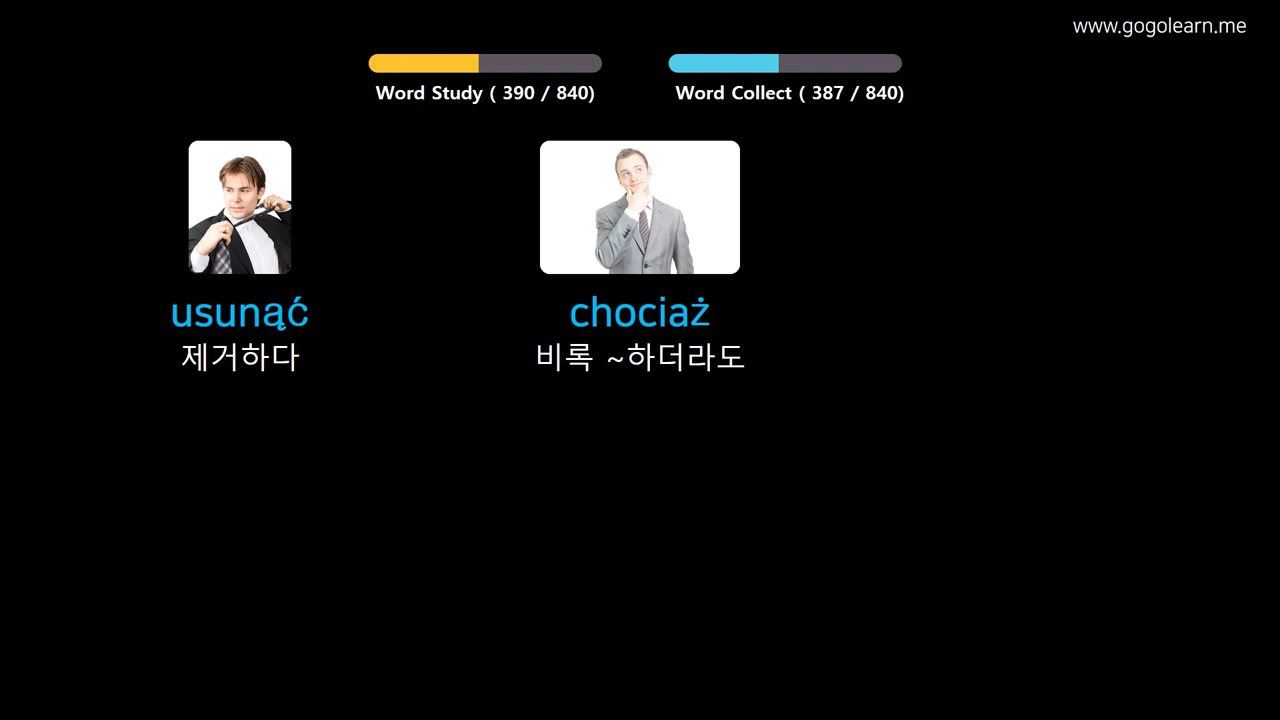 www.gogolearn.me
Word Study ( 390 / 840)
Word Collect ( 387 / 840)
usunąć
제거하다
chociaż
비록 ~하더라도